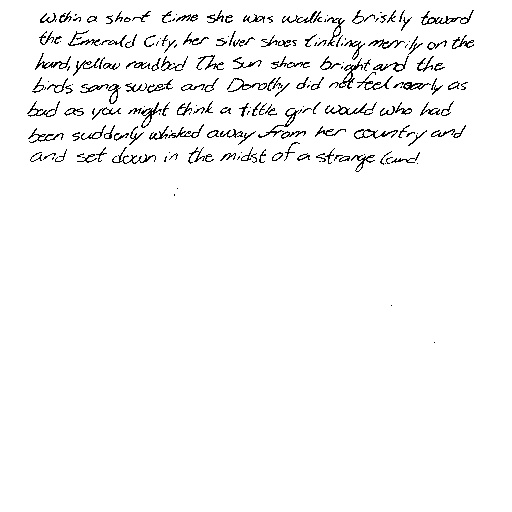 Within a short time she was walking briskly toward
the Emerald City, her silver shoes tinkling merrily on the
hard, yellow roadbed The Sun shone bright and the
birds sang sweet and Dorothy did not feel nearly as
bad as you might think a little girl would who had
been suddenly whisked away from her country and
and set down in the midst of a strange land.